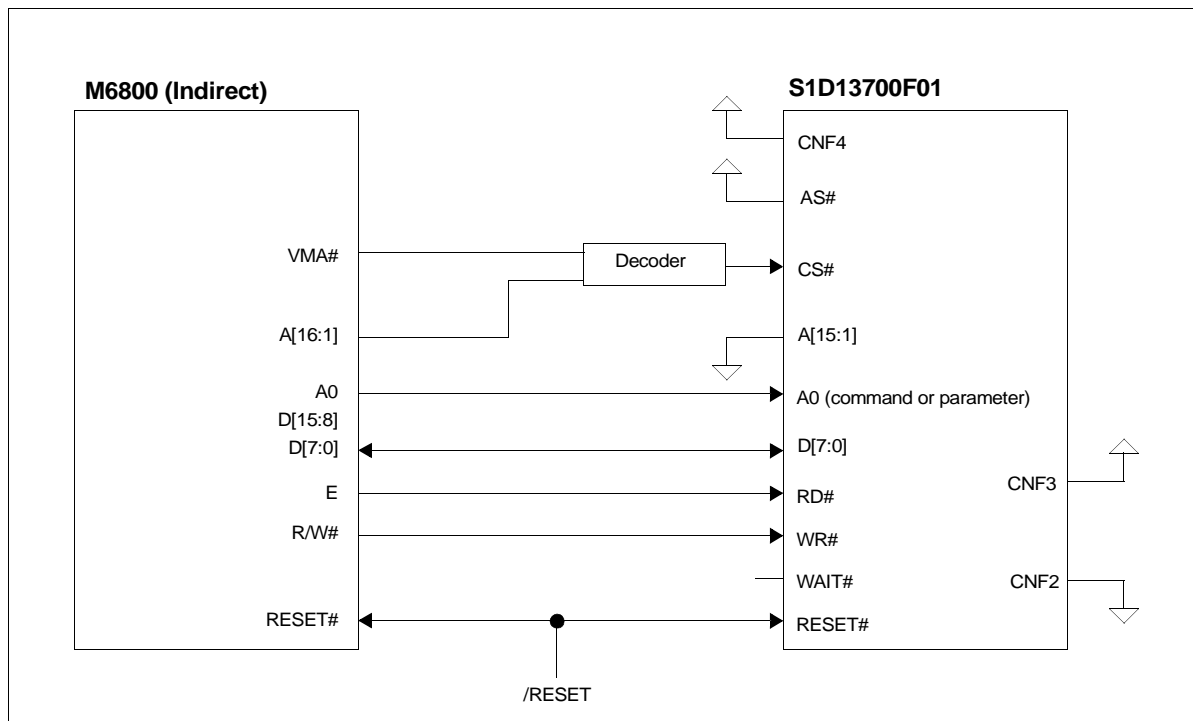 M6800 (Indirect)
VMA#
A[16:1]
A0
D[15:8]
D[7:0]
E
R/W#
RESET#
Decoder
/RESET
S1D13700F01
CNF4
AS#
CS#
A[15:1]
A0 (command or parameter)
D[7:0]
RD#
WR#
WAIT#
RESET#
CNF3
CNF2